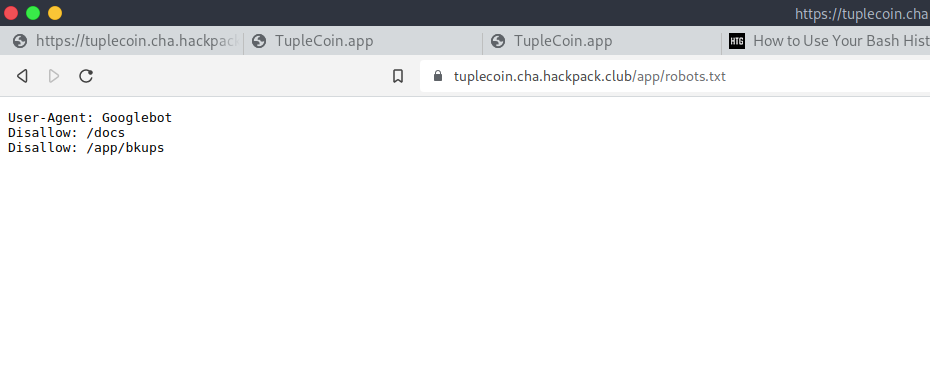 https://tuplecoin.cha
https://tuplecoin.cha.hackpac
TupleCoin.app
TupleCoin.app
HTG How to Use Your Bash Hist
tuplecoin.cha.hackpack.club/app/robots.txt
User-Agent: Googlebot
Disallow: /docs
Disallow: /app/bkups